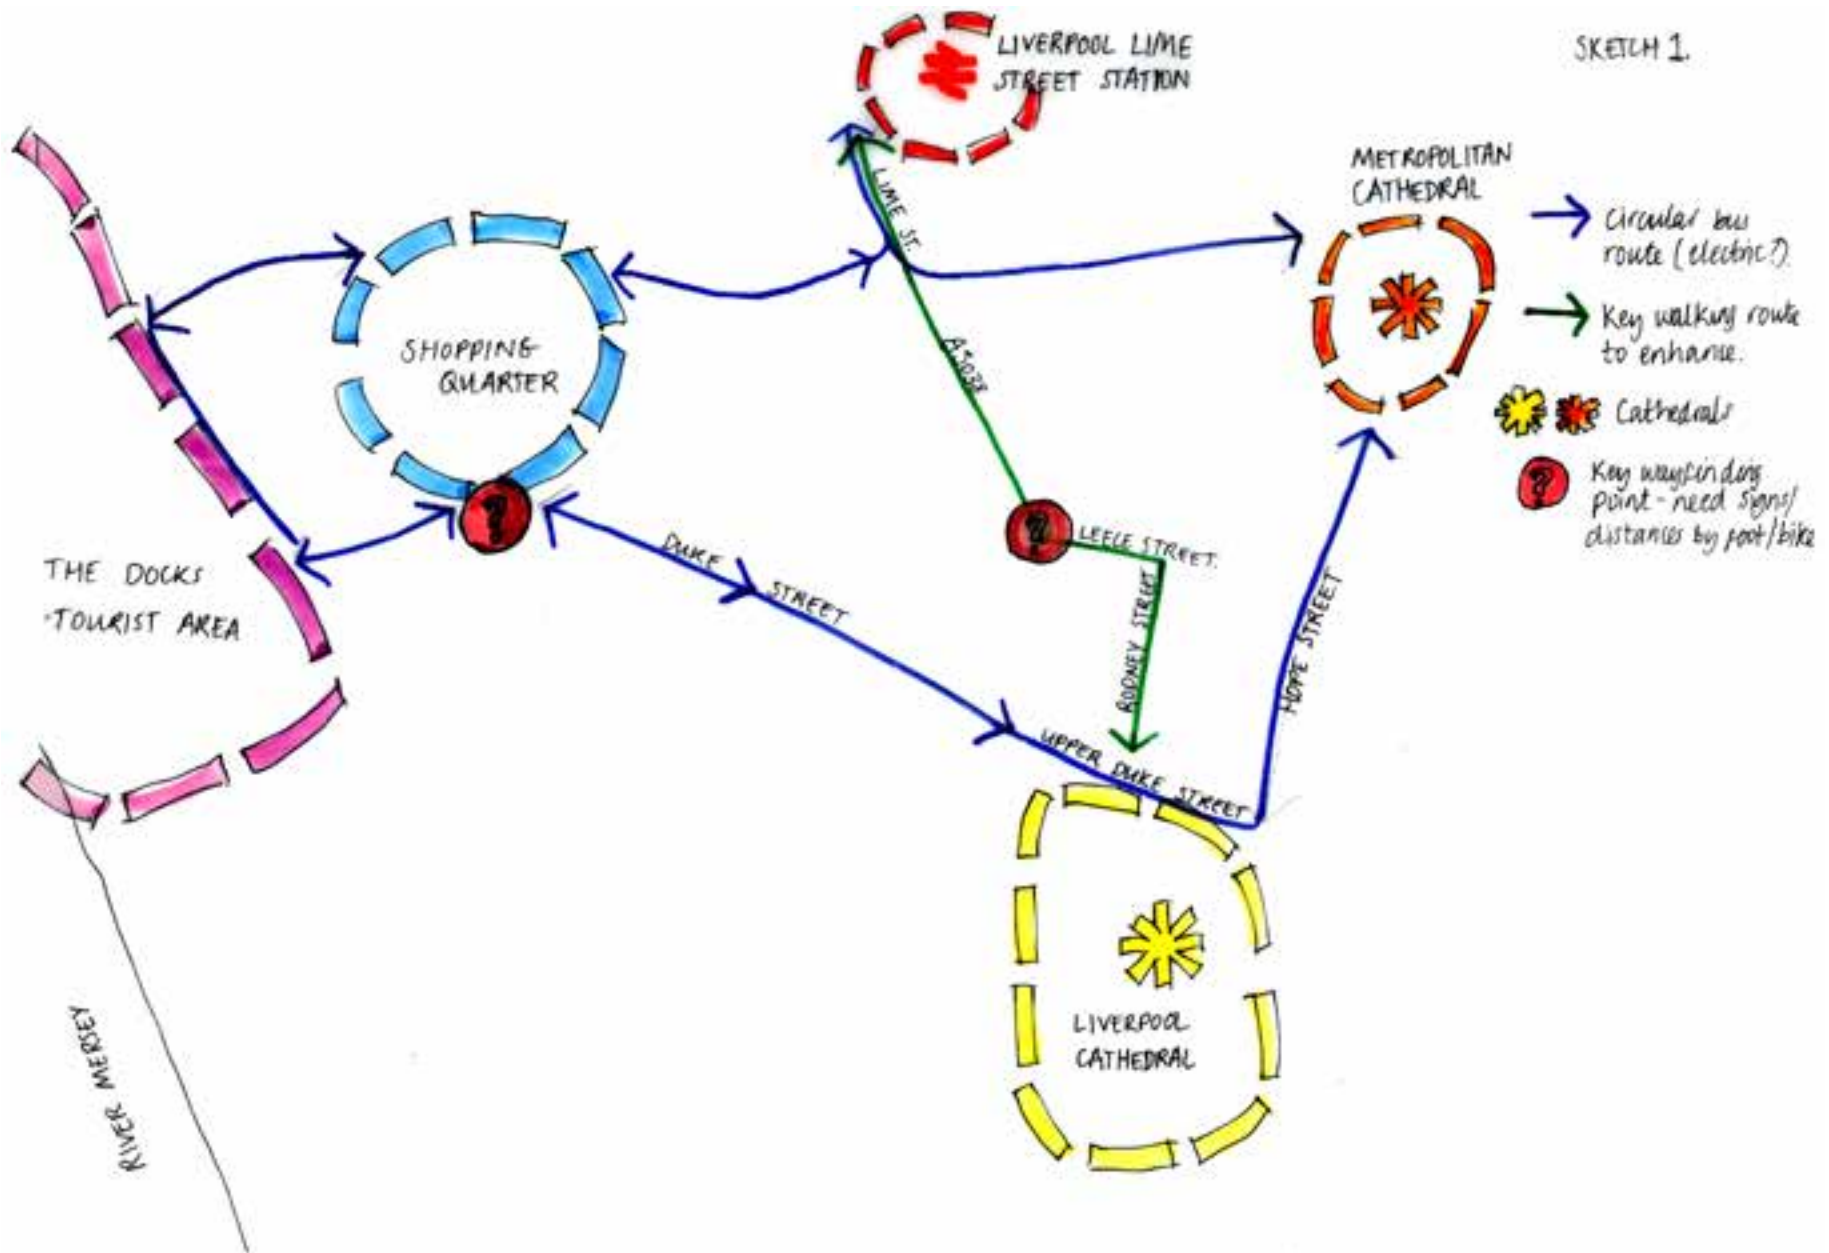 SKETCH 1.
LIVERPOOL LIME
STREET STATION
METROPOLITAN
CATHEDRAL
Circular bus
route (electric?).
Key walking route
to enhance.
Cathedrals
?
Key wayfinding
point - need signs/
distances by foot/bike
LIME ST.
A5038
SHOPPING
QUARTER
?
?
LEECE STREET.
RODNEY STREET
DUKE STREET
UPPER DUKE STREET
HOPE STREET
THE DOCKS
- TOURIST AREA
LIVERPOOL
CATHEDRAL
RIVER MERSEY